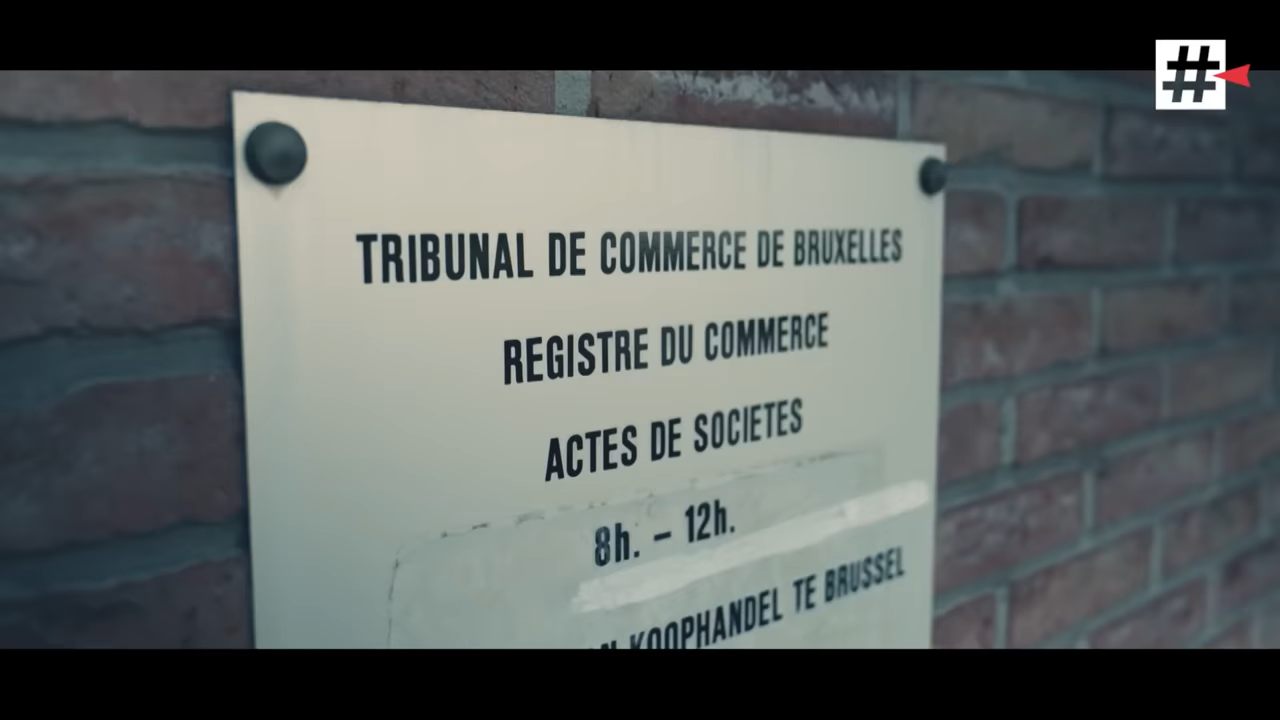 #
TRIBUNAL DE COMMERCE DE BRUXELLES
REGISTRE DU COMMERCE
ACTES DE SOCIETES
8h. – 12h.
KOOPHANDEL TE BRUSSEL